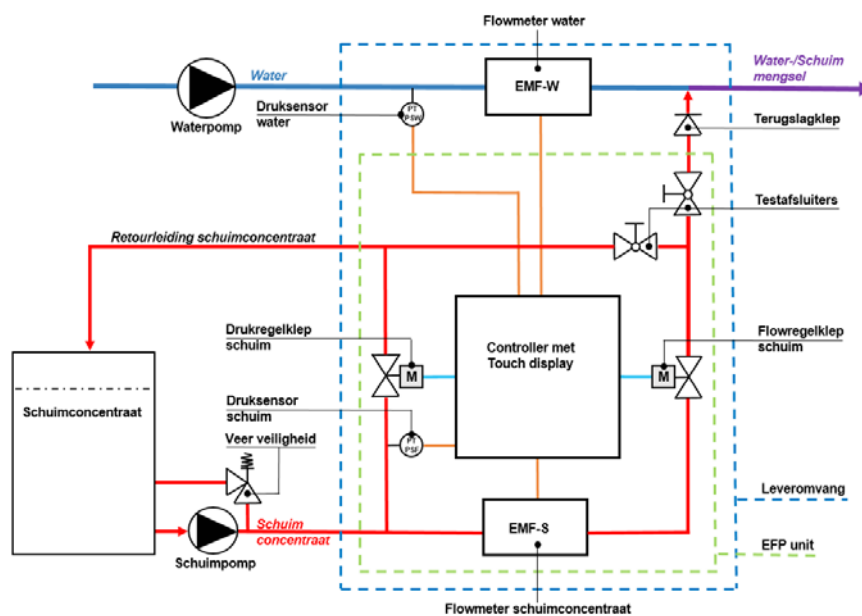 Flowmeter water
Water
EMF-W
Water-/Schuim
mengsel
Waterpomp
Druksensor
water
PT
PSW
Terugslagklep
Testafsluiters
Retourleiding schuimconcentraat
Drukregelklep
schuim
Controller met
Touch display
Flowregelklep
schuim
M
M
Schuimconcentraat
Druksensor
schuim
PT
PSF
Veer veiligheid
Leveromvang
Schuim
concentraat
EMF-S
Schuimpomp
EFP unit
Flowmeter schuimconcentraat